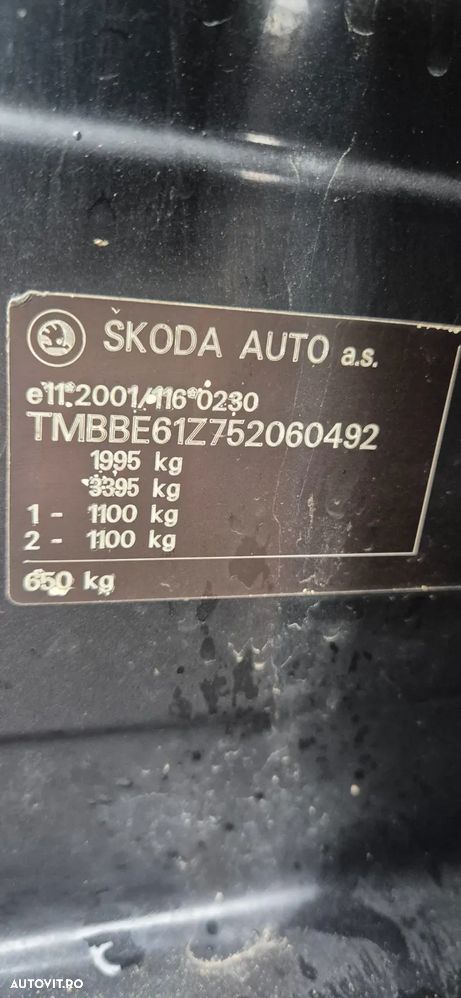 ŠKODA AUTO a.s.
e11*2001/116*0230
TMBBE61Z752060492
1995 kg
3395 kg
1 - 1100 kg
2 - 1100 kg
650 kg
AUTOVIT.RO